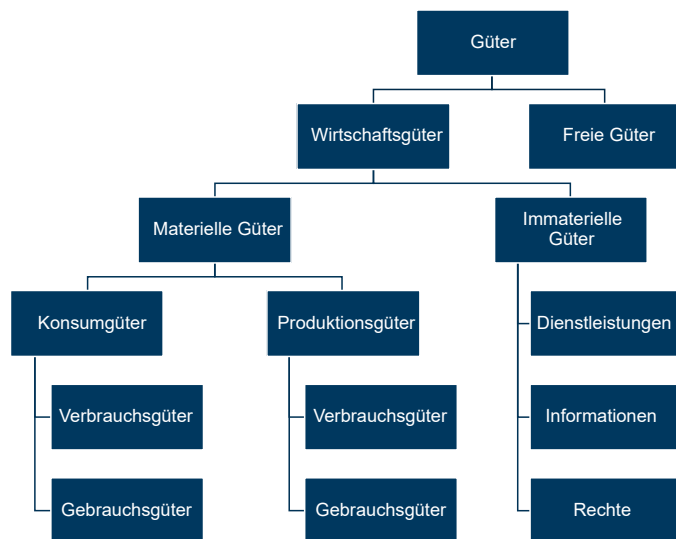 Güter
Wirtschaftsgüter
Freie Güter
Materielle Güter
Immaterielle
Güter
Konsumgüter
Produktionsgüter
Dienstleistungen
Verbrauchsgüter
Verbrauchsgüter
Informationen
Gebrauchsgüter
Gebrauchsgüter
Rechte